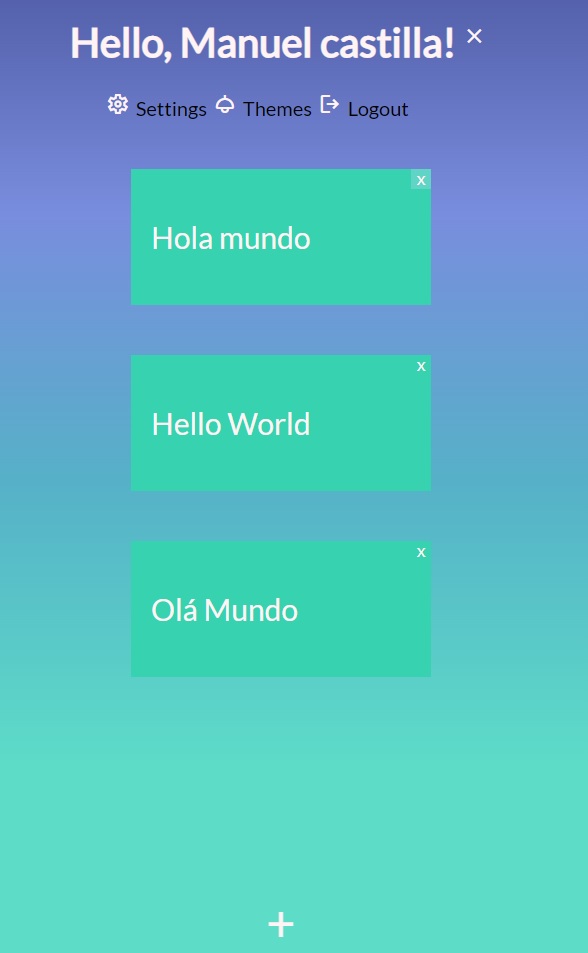 Hello, Manuel castilla! ×
Settings Themes Logout
x
Hola mundo
x
Hello World
x
Olá Mundo
+